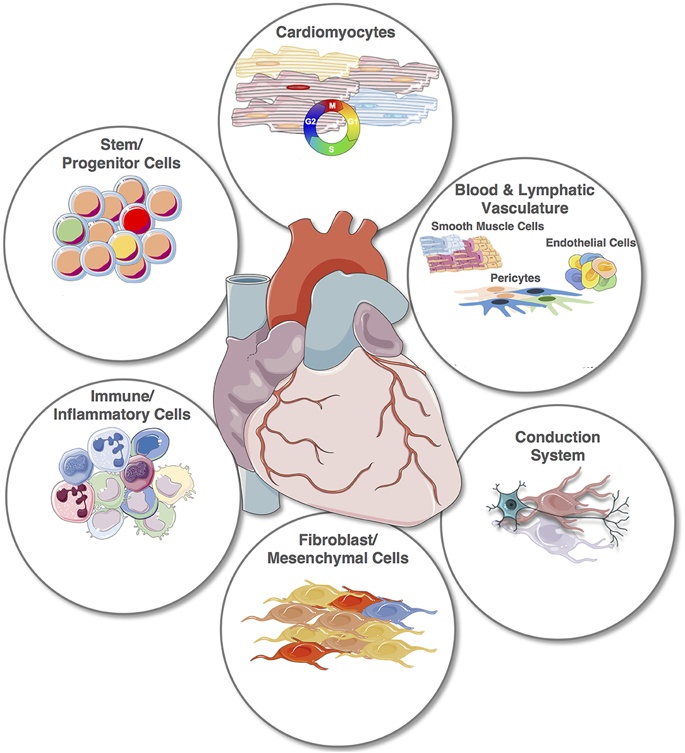 Cardiomyocytes
M
G2
G1
S
Stem/
Progenitor Cells
Blood & Lymphatic
Vasculature
Smooth Muscle Cells
Endothelial Cells
Pericytes
Immune/
Inflammatory Cells
Conduction
System
Fibroblast/
Mesenchymal Cells